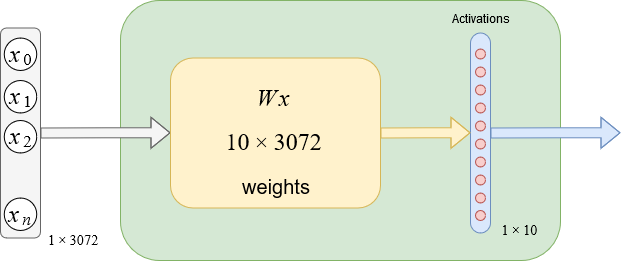 Activations
x0
x1
x2
xn
Wx
10 × 3072
weights
1 × 3072
1 × 10